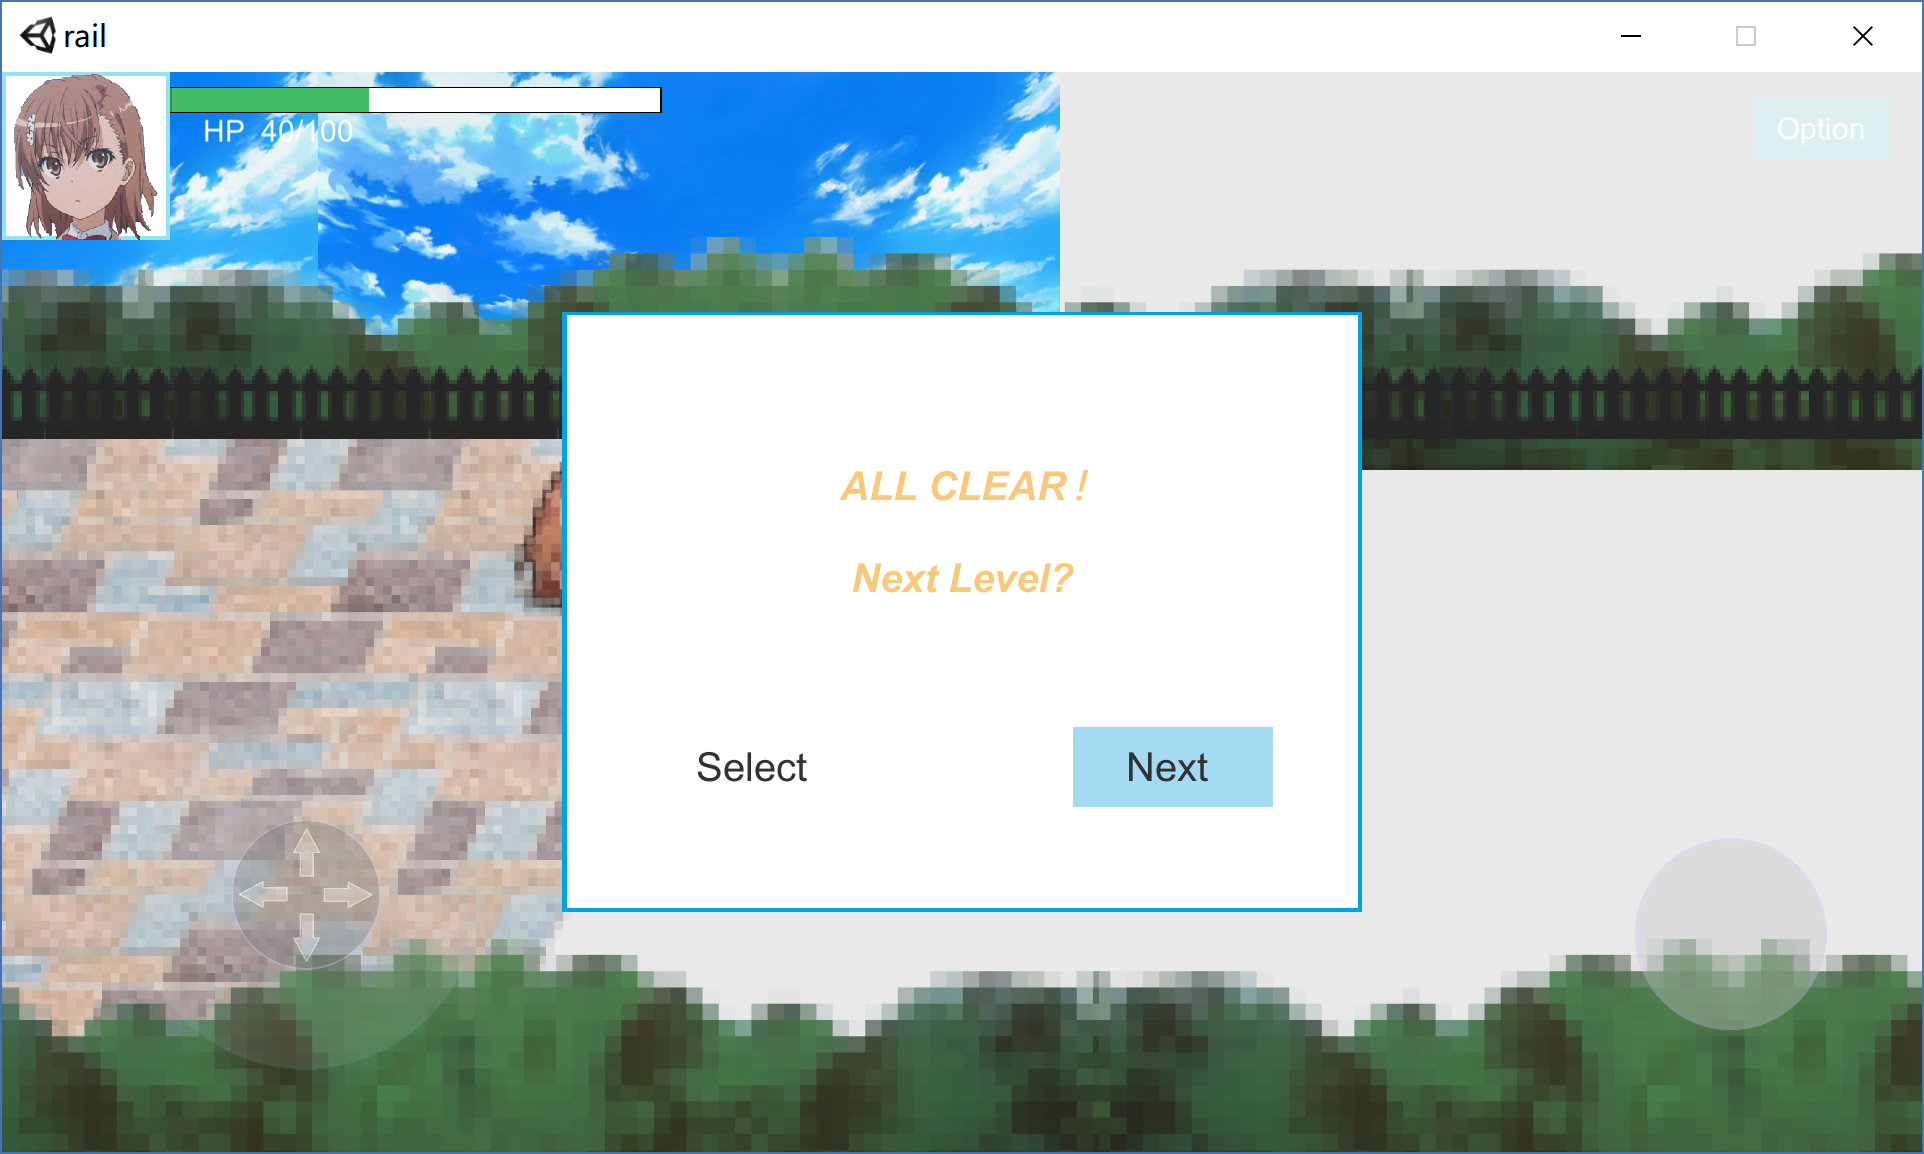 rail
HP 40/100
Option
ALL CLEAR！
Next Level?
Select
Next